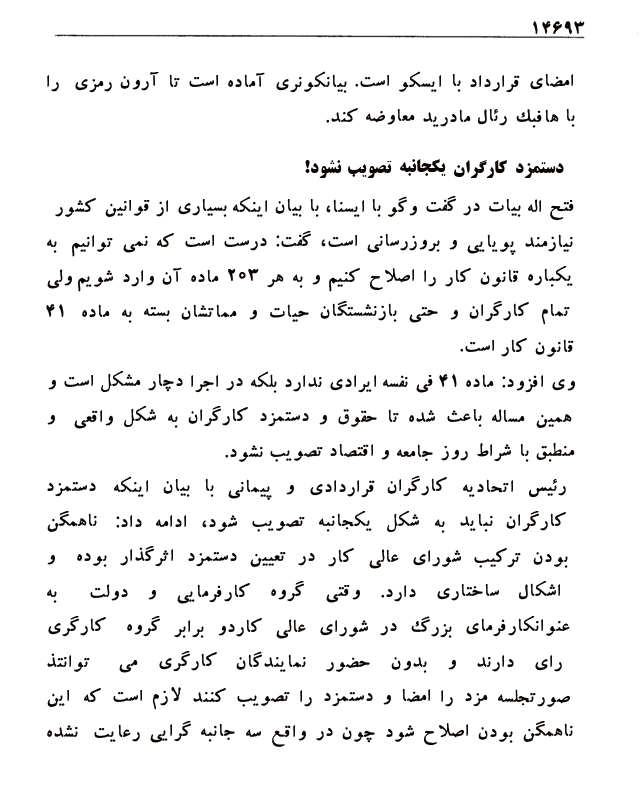 ۱۴۶۹۳
امضای قرارداد با ایسکو است. بیانکونری آماده است تا آرون رمزی را
با هافبك رئال مادرید معاوضه کند.
دستمزد کارگران یکجانبه تصویب نشود!
فتح اله بیات در گفت وگو با ایسنا، با بیان اینکه بسیاری از قوانین کشور
نیازمند پویایی و بروزرسانی است، گفت: درست است که نمی توانیم به
یکباره قانون کار را اصلاح کنیم و به هر ۲۰۳ ماده آن وارد شویم ولی
تمام کارگران و حتی بازنشستگان حیات و مماتشان بسته به ماده ۴۱
قانون کار است.
وی افزود: ماده ۴۱ فی نفسه ایرادی ندارد بلکه در اجرا دچار مشکل است و
همین مساله باعث شده تا حقوق و دستمزد کارگران به شکل واقعی و
منطبق با شراط روز جامعه و اقتصاد تصویب نشود.
رئیس اتحادیه کارگران قراردادی و پیمانی با بیان اینکه دستمزد
کارگران نباید به شکل یکجانبه تصویب شود، ادامه داد: ناهمگن
بودن ترکیب شورای عالی کار در تعیین دستمزد اثرگذار بوده و
اشکال ساختاری دارد. وقتی گروه کارفرمایی و دولت به
عنوانکارفرمای بزرگ در شورای عالی کاردو برابر گروه کارگری
رای دارند و بدون حضور نمایندگان کارگری می توانتذ
صورتجلسه مزد را امضا و دستمزد را تصویب کنند لازم است که این
ناهمگن بودن اصلاح شود چون در واقع سه جانبه گرایی رعایت نشده